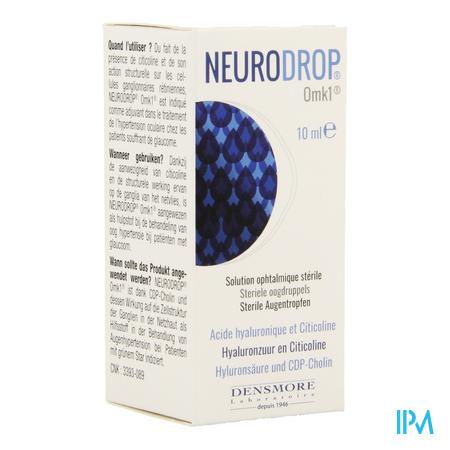 Quand l'utiliser ? Du fait de la
présence de citicoline et de son
action structurelle sur les cel-
lules ganglionnaires rétiniennes,
NEURODROP® Omk1® est indiqué
comme adjuvant dans le traitement
de l'hypertension oculaire chez les
patients souffrant de glaucome.
Wanneer gebruiken? Dankzij
de aanwezigheid van citicoline
en de structurele werking ervan
op de ganglia van het netvlies, is
NEURODROP® Omk1® aangewezen
als hulpstof bij de behandeling van
oog hypertensie bij patiënten met
glaucoom.
Wann sollte das Produkt ange-
wendet werden? NEURODROP®
Omk1® ist dank CDP-Cholin und
dessen Wirkung auf die Zellstruktur
der Ganglien in der Netzhaut als
Hilfsstoff in der Behandlung von
Augenhypertension bei Patienten
mit grünem Star indiziert.
CNK : 3393-089
NEURODROP®
Omk1®
10 ml ℮
Solution ophtalmique stérile
Steriele oogdruppels
Sterile Augentropfen
Acide hyaluronique et Citicoline
Hyaluronzuur en Citicoline
Hyluronsäure und CDP-Cholin
DENSMORE
Laboratoire
depuis 1946
IPM